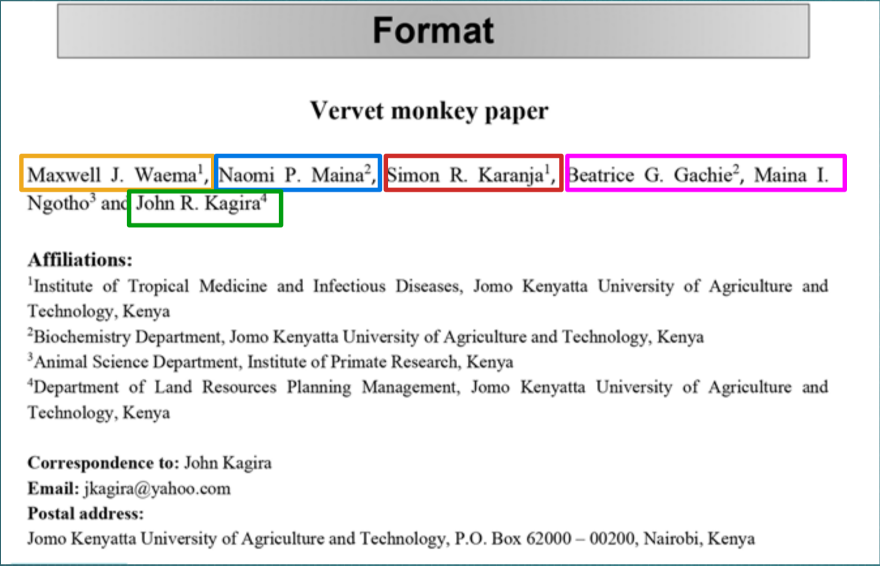 Format
Vervet monkey paper
Maxwell J. Waema¹, Naomi P. Maina², Simon R. Karanja¹, Beatrice G. Gachie², Maina I.
Ngotho³ and John R. Kagira⁴
Affiliations:
¹Institute of Tropical Medicine and Infectious Diseases, Jomo Kenyatta University of Agriculture and
Technology, Kenya
²Biochemistry Department, Jomo Kenyatta University of Agriculture and Technology, Kenya
³Animal Science Department, Institute of Primate Research, Kenya
⁴Department of Land Resources Planning Management, Jomo Kenyatta University of Agriculture and
Technology, Kenya
Correspondence to: John Kagira
Email: jkagira@yahoo.com
Postal address:
Jomo Kenyatta University of Agriculture and Technology, P.O. Box 62000 – 00200, Nairobi, Kenya